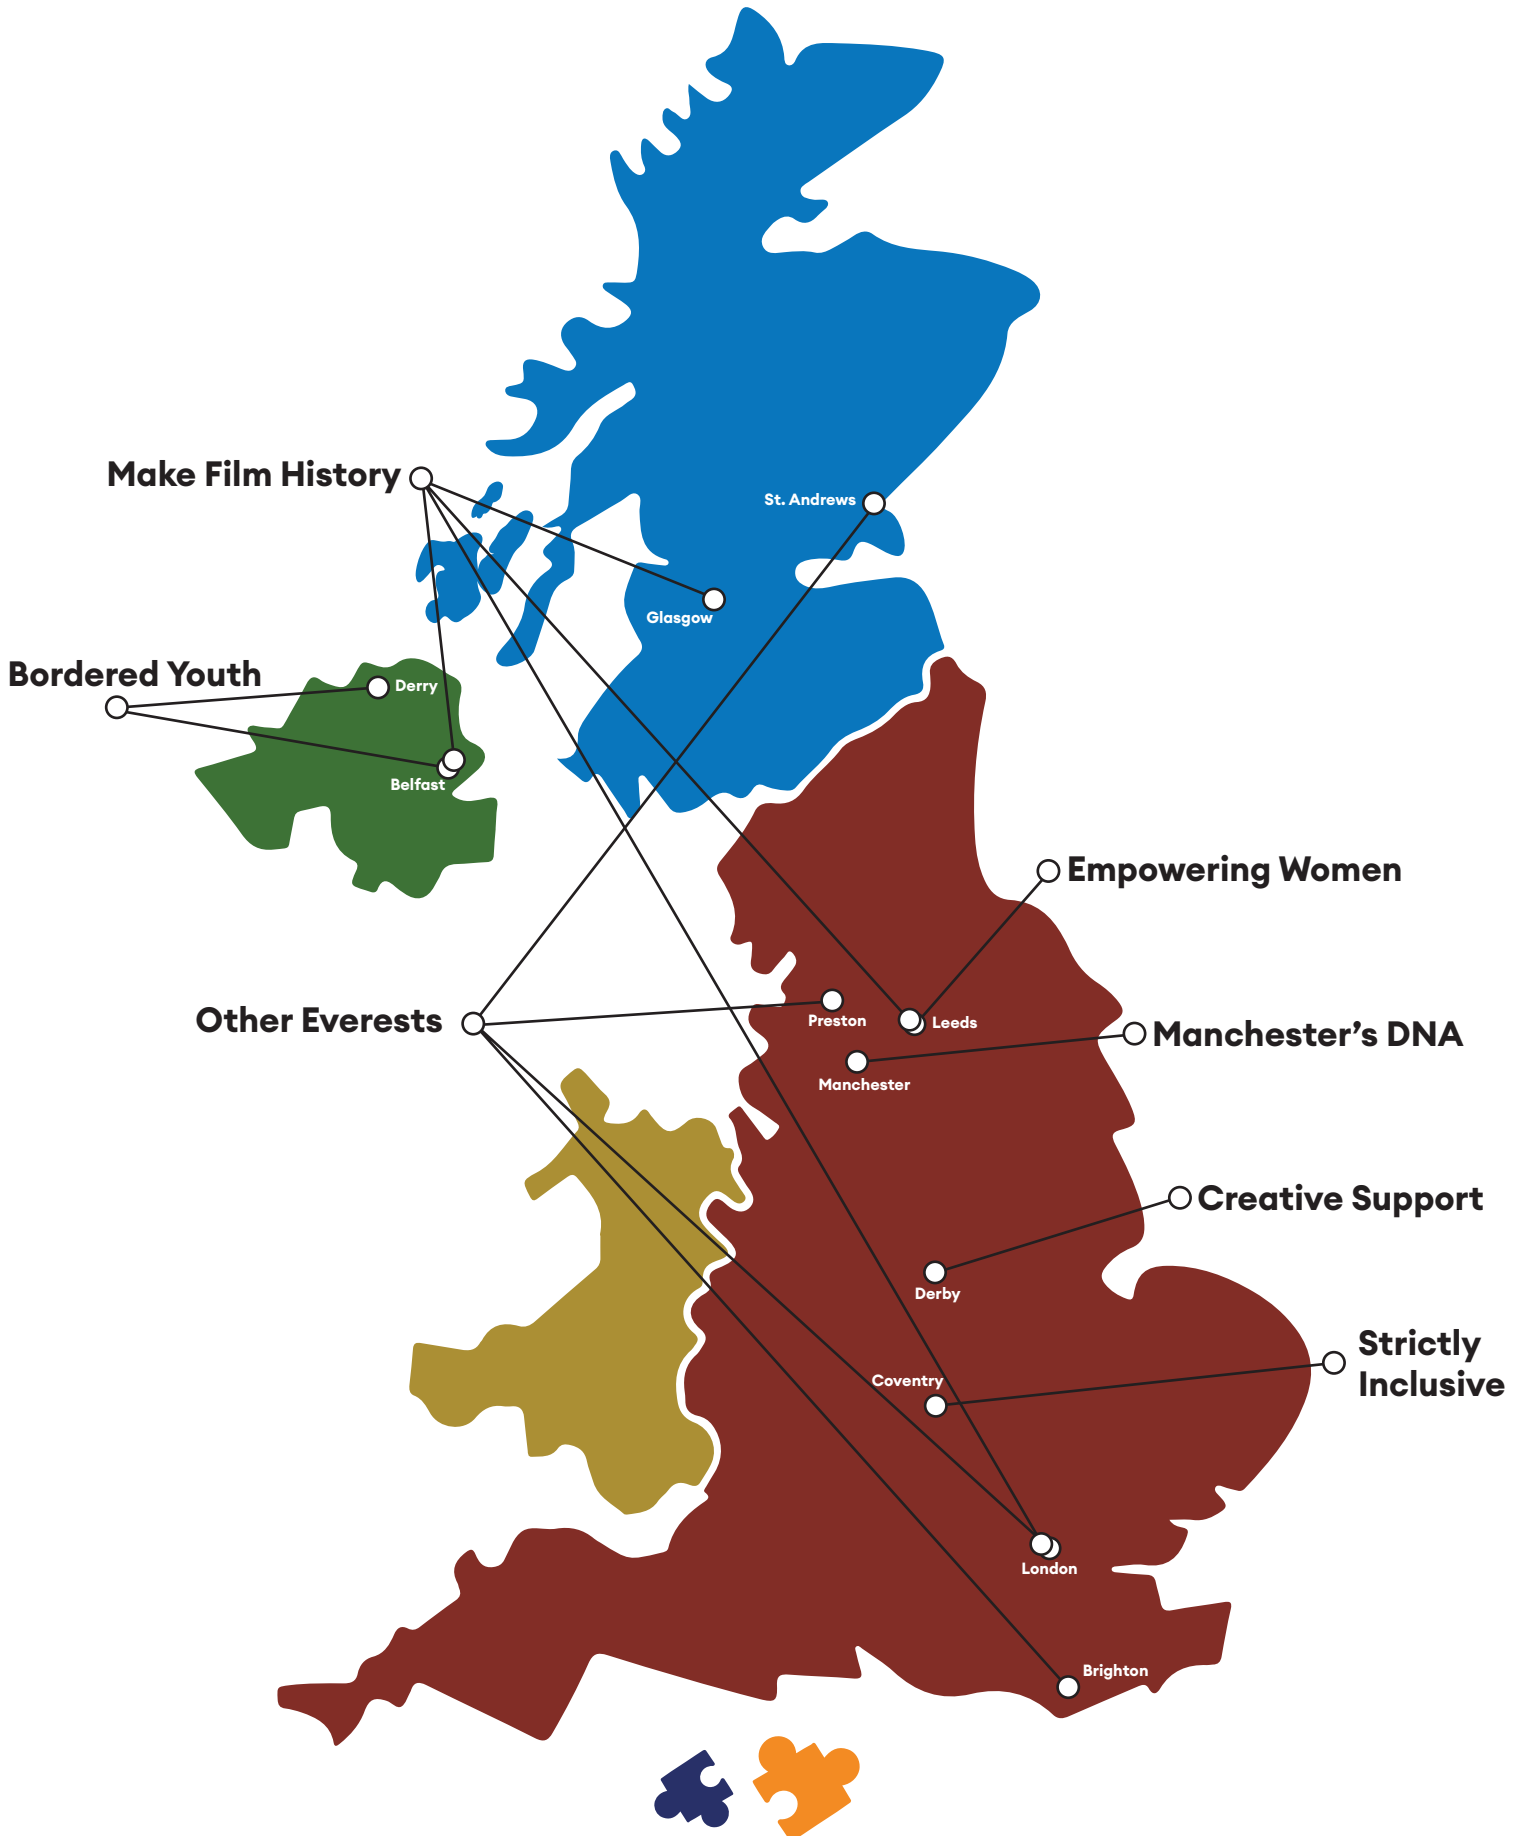 Make Film History
St. Andrews
Glasgow
Bordered Youth
Derry
Belfast
Empowering Women
Other Everests
Preston
Leeds
Manchester’s DNA
Manchester
Creative Support
Derby
Strictly
Inclusive
Coventry
London
Brighton